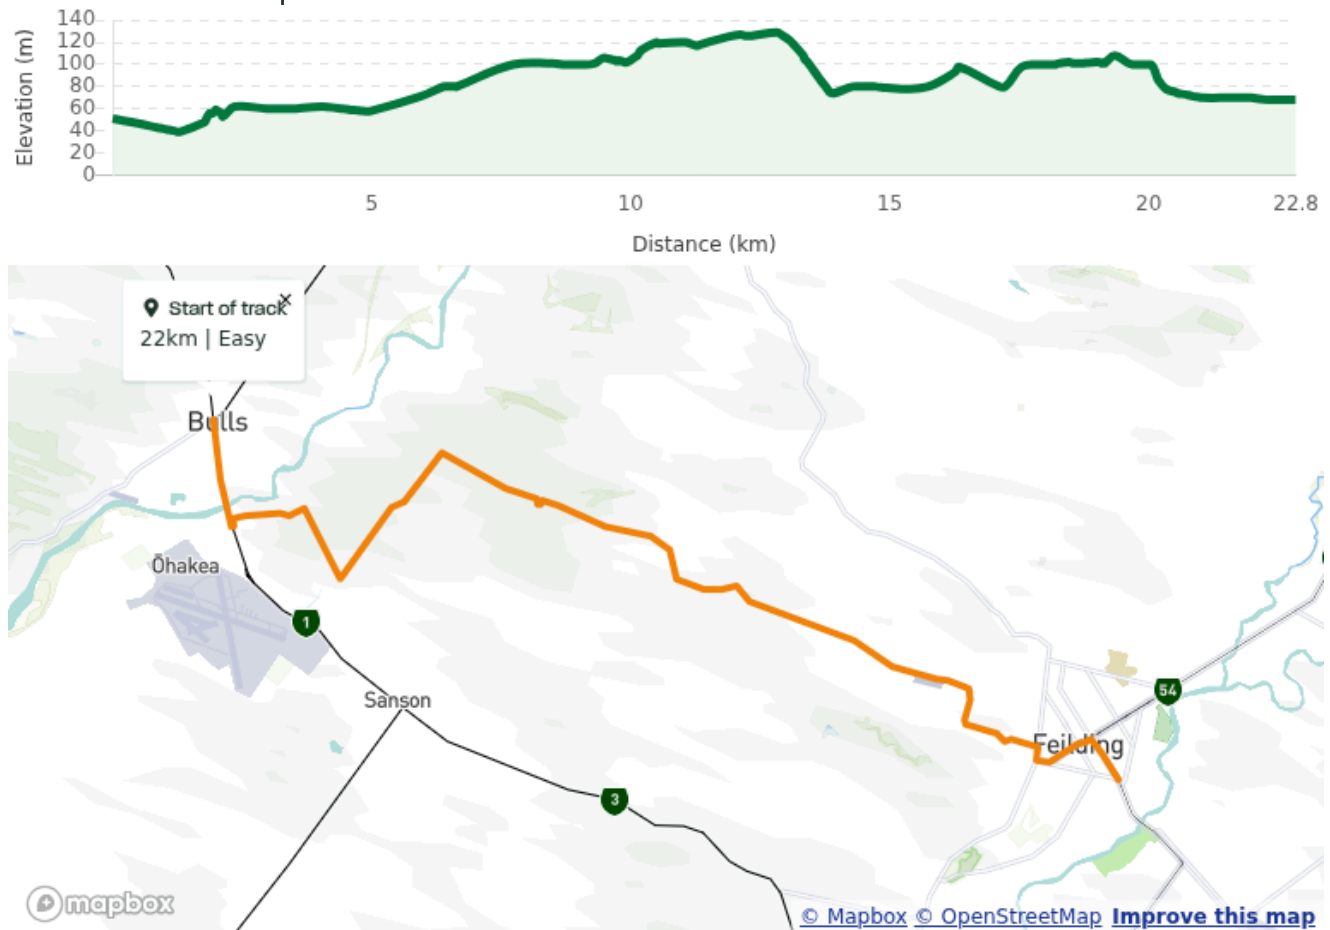 140
120
100
80
60
40
20
0
Elevation (m)
5 10 15 20 22.8
Distance (km)
Start of track ×
22km | Easy
Bulls
Ōhakea
1
Sanson
54
Feilding
3
mapbox
© Mapbox © OpenStreetMap Improve this map